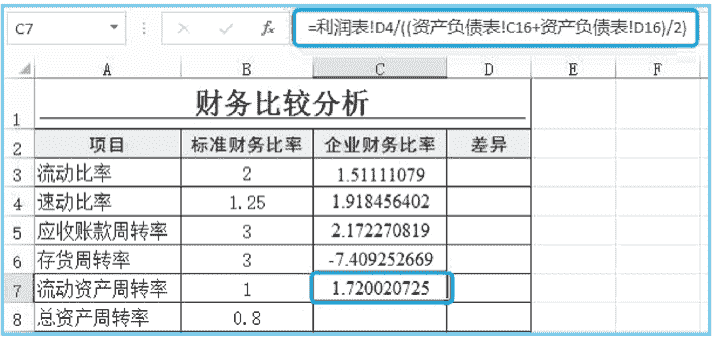 C7 fx =利润表!D4/((资产负债表!C16+资产负债表!D16)/2)
A B C D E F
1 财务比较分析
2 项目 标准财务比率 企业财务比率 差异
3 流动比率 2 1.51111079
4 速动比率 1.25 1.918456402
5 应收账款周转率 3 2.172270819
6 存货周转率 3 -7.409252669
7 流动资产周转率 1 1.720020725
8 总资产周转率 0.8